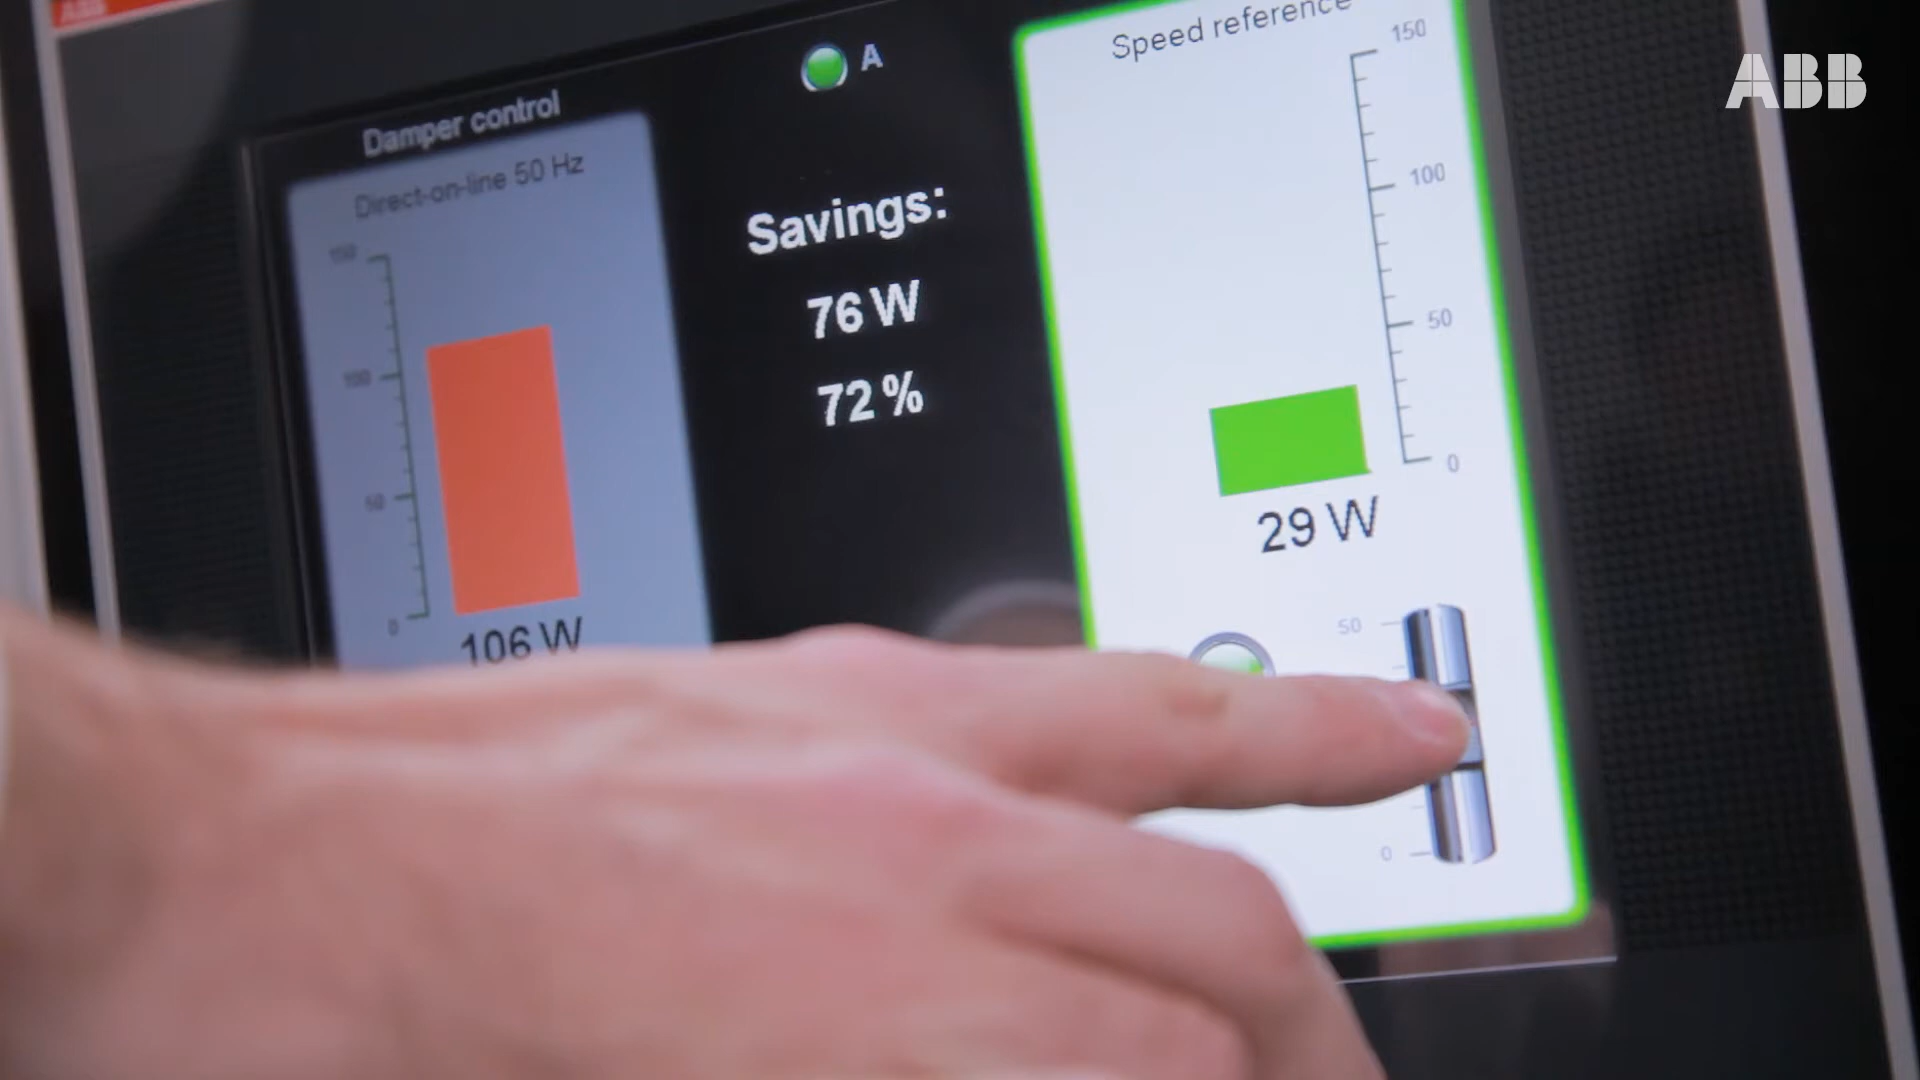 ABB
ABB
Damper control
Direct-on-line 50 Hz
150
100
50
0
106 W
A
Savings:
76 W
72 %
Speed reference
150
100
50
0
29 W
50
0